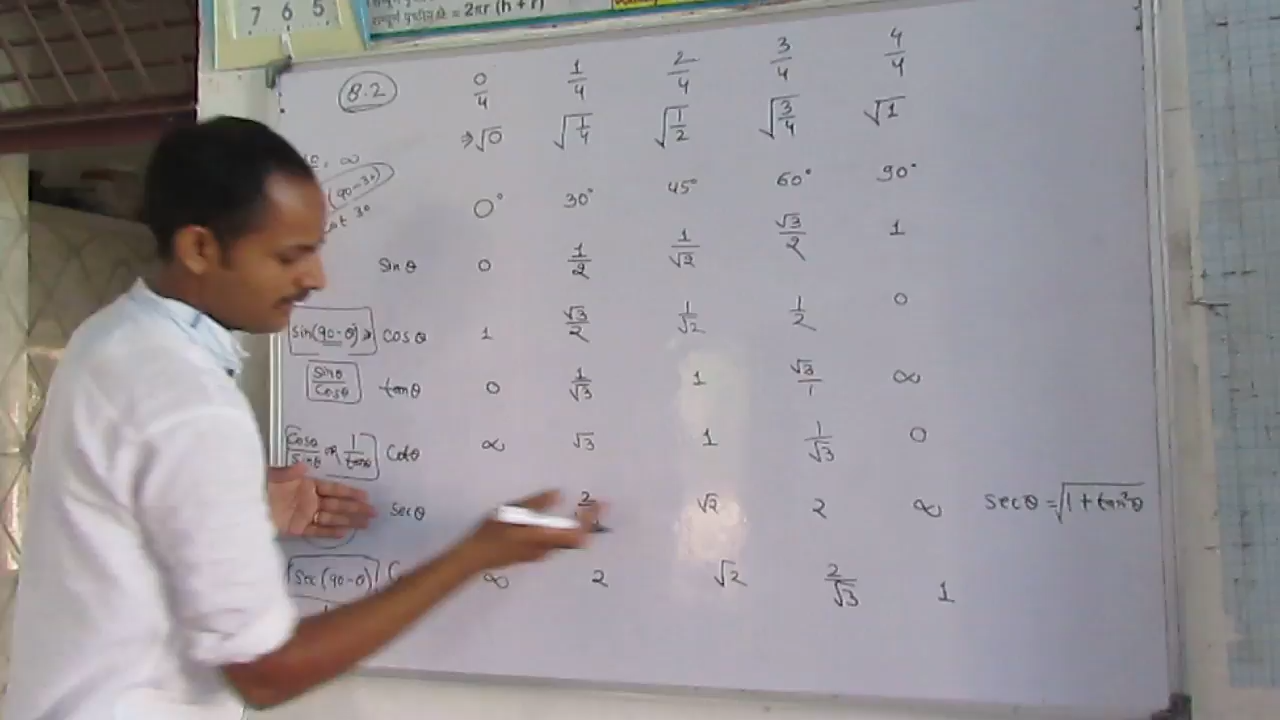 7 6 5
सम्पूर्ण पृष्ठीय क्षे॰ = 2πr (h+r)
8.2 0/4 1/4 2/4 3/4 4/4
⇒√0 √(1/4) √(1/2) √(3/4) √1
∞
(90-3°)
cot 3°
0° 30° 45° 60° 90°
Sinθ 0 1/2 1/√2 √3/2 1
sin(90-θ)⇒ Cosθ 1 √3/2 1/√2 1/2 0
Sinθ/Cosθ tanθ 0 1/√3 1 √3/1 ∞
Cosθ/Sinθ or 1/tanθ Cotθ ∞ √3 1 1/√3 0
Secθ 2 √2 2 ∞ Secθ = √(1+tan²θ)
Sec(90-θ) ∞ 2 √2 2/√3 1